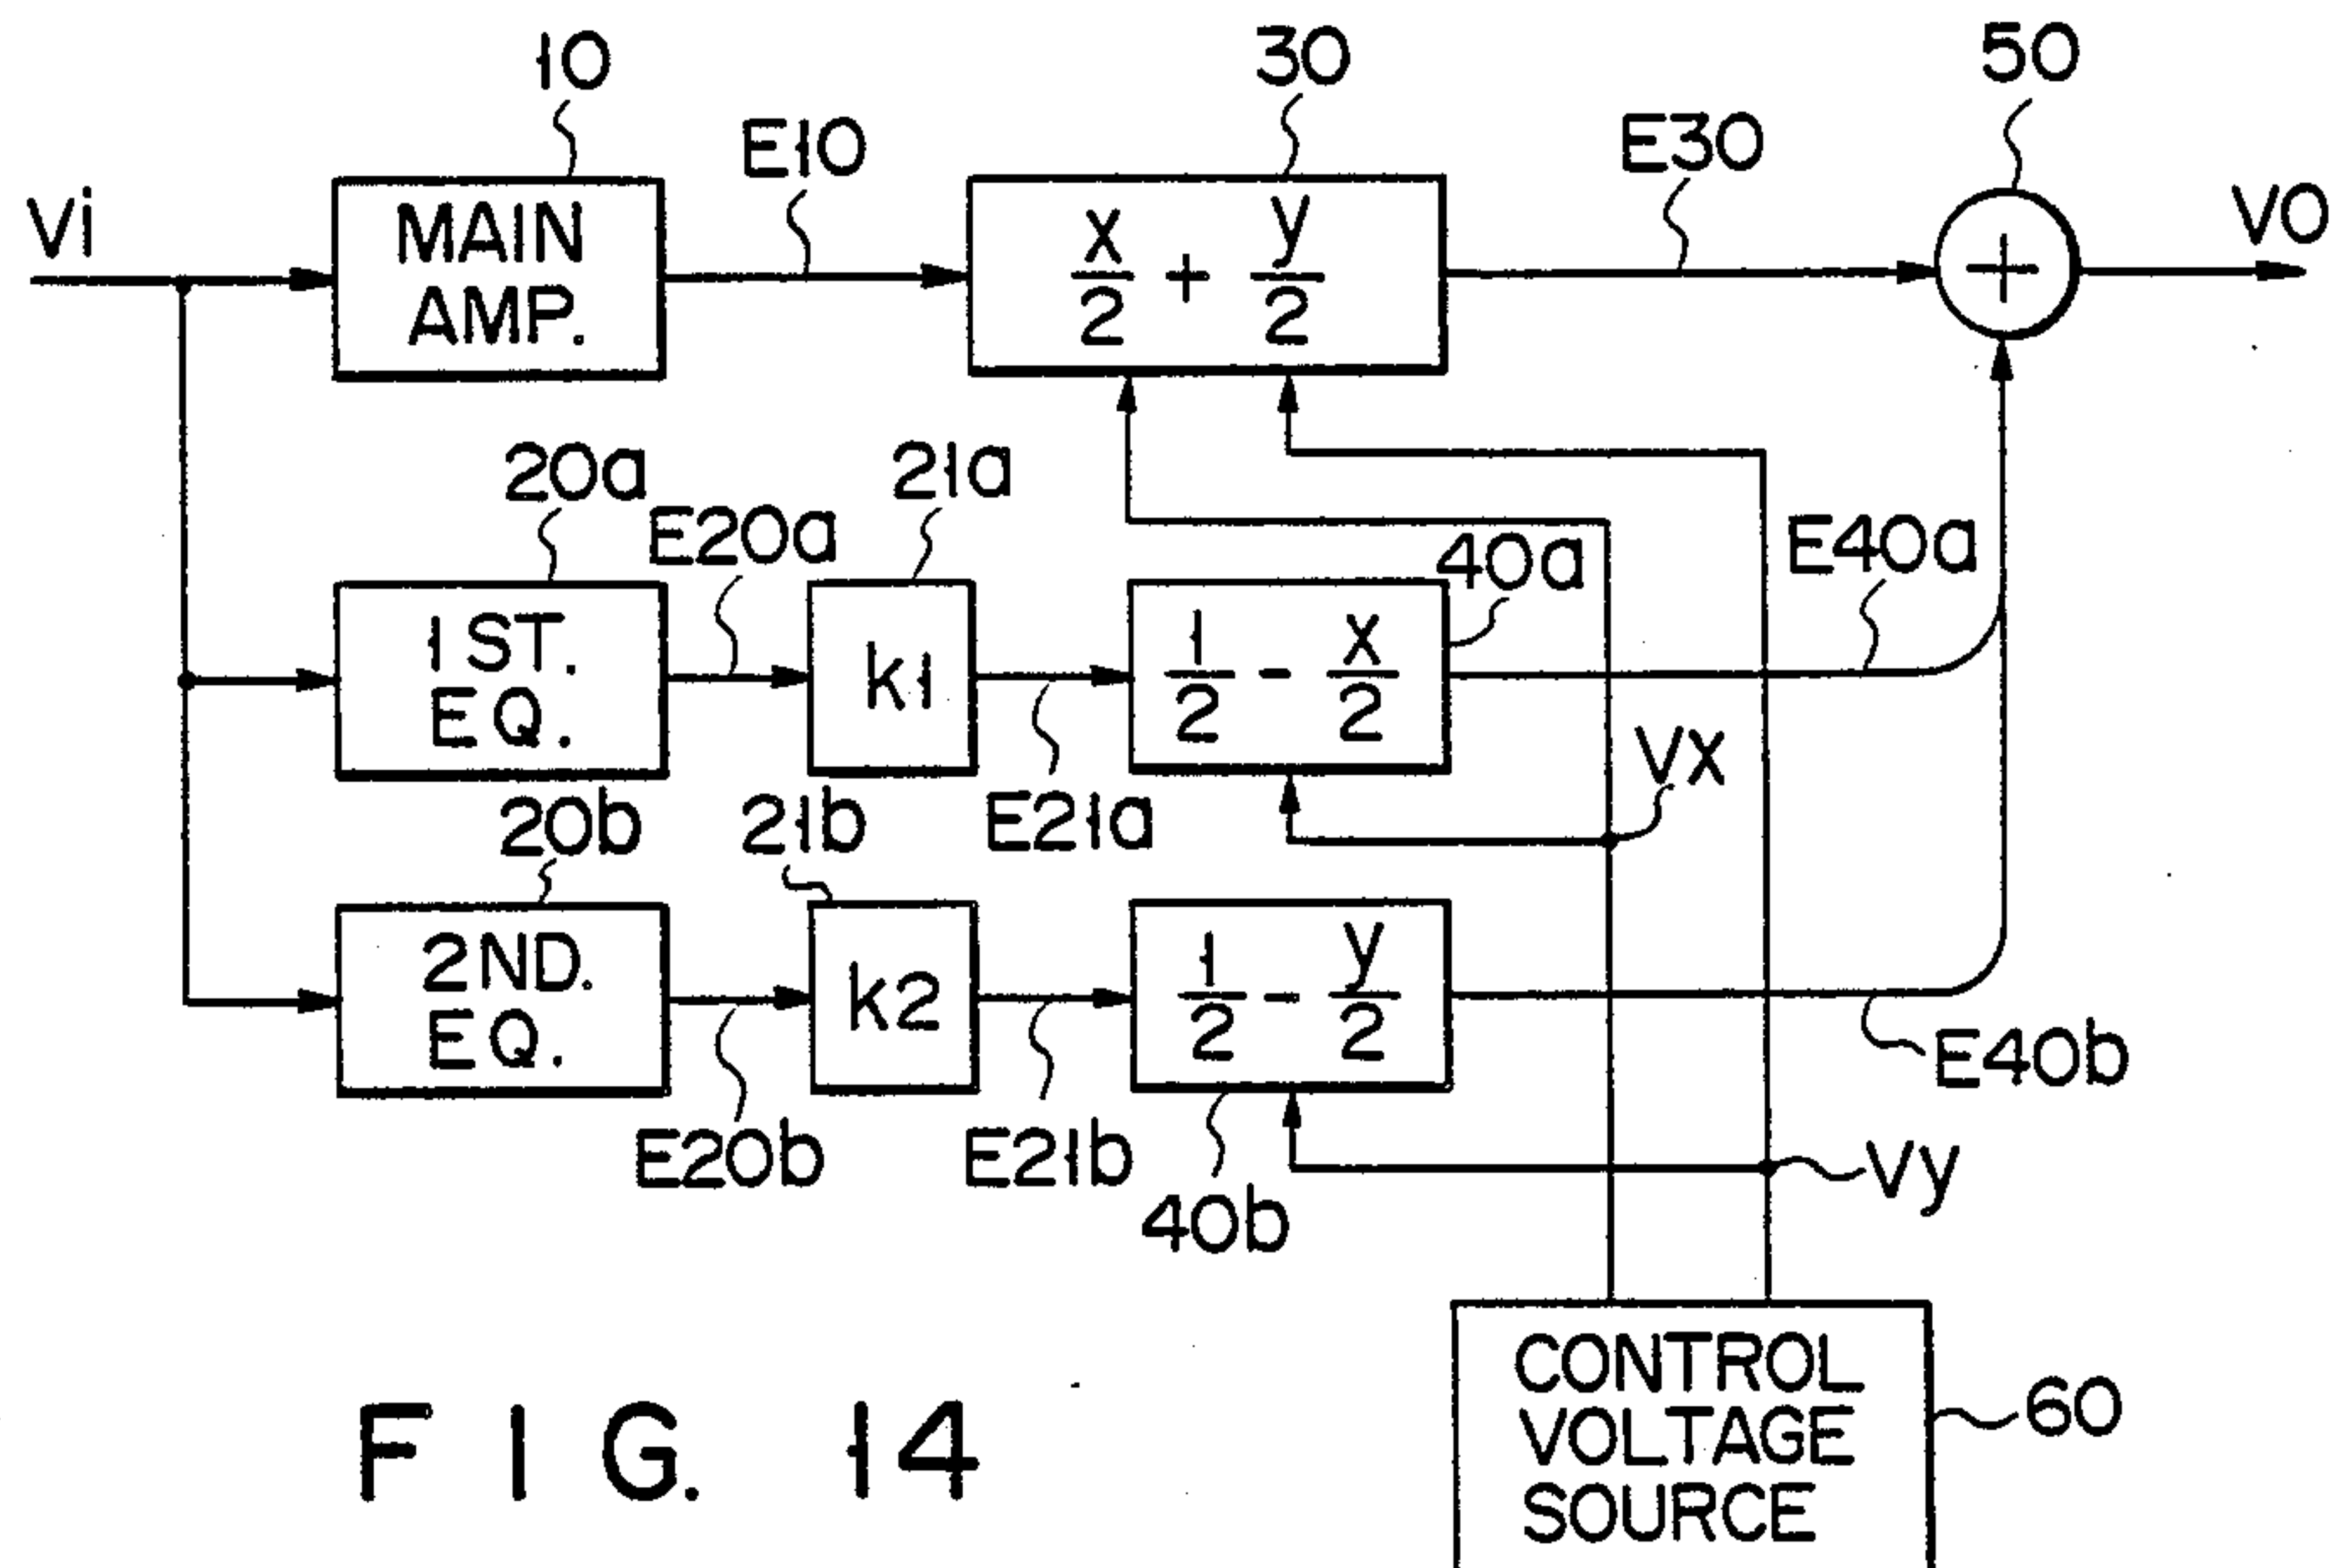 10
30
50
E10
E30
Vi
MAIN
AMP.
x/2 + y/2
+
VO
20a
E20a
21a
40a
E40a
1ST.
EQ.
k1
1/2 - x/2
E21a
Vx
20b
21b
2ND.
EQ.
k2
1/2 - y/2
E20b
E21b
40b
E40b
Vy
CONTROL
VOLTAGE
SOURCE
60
FIG. 14